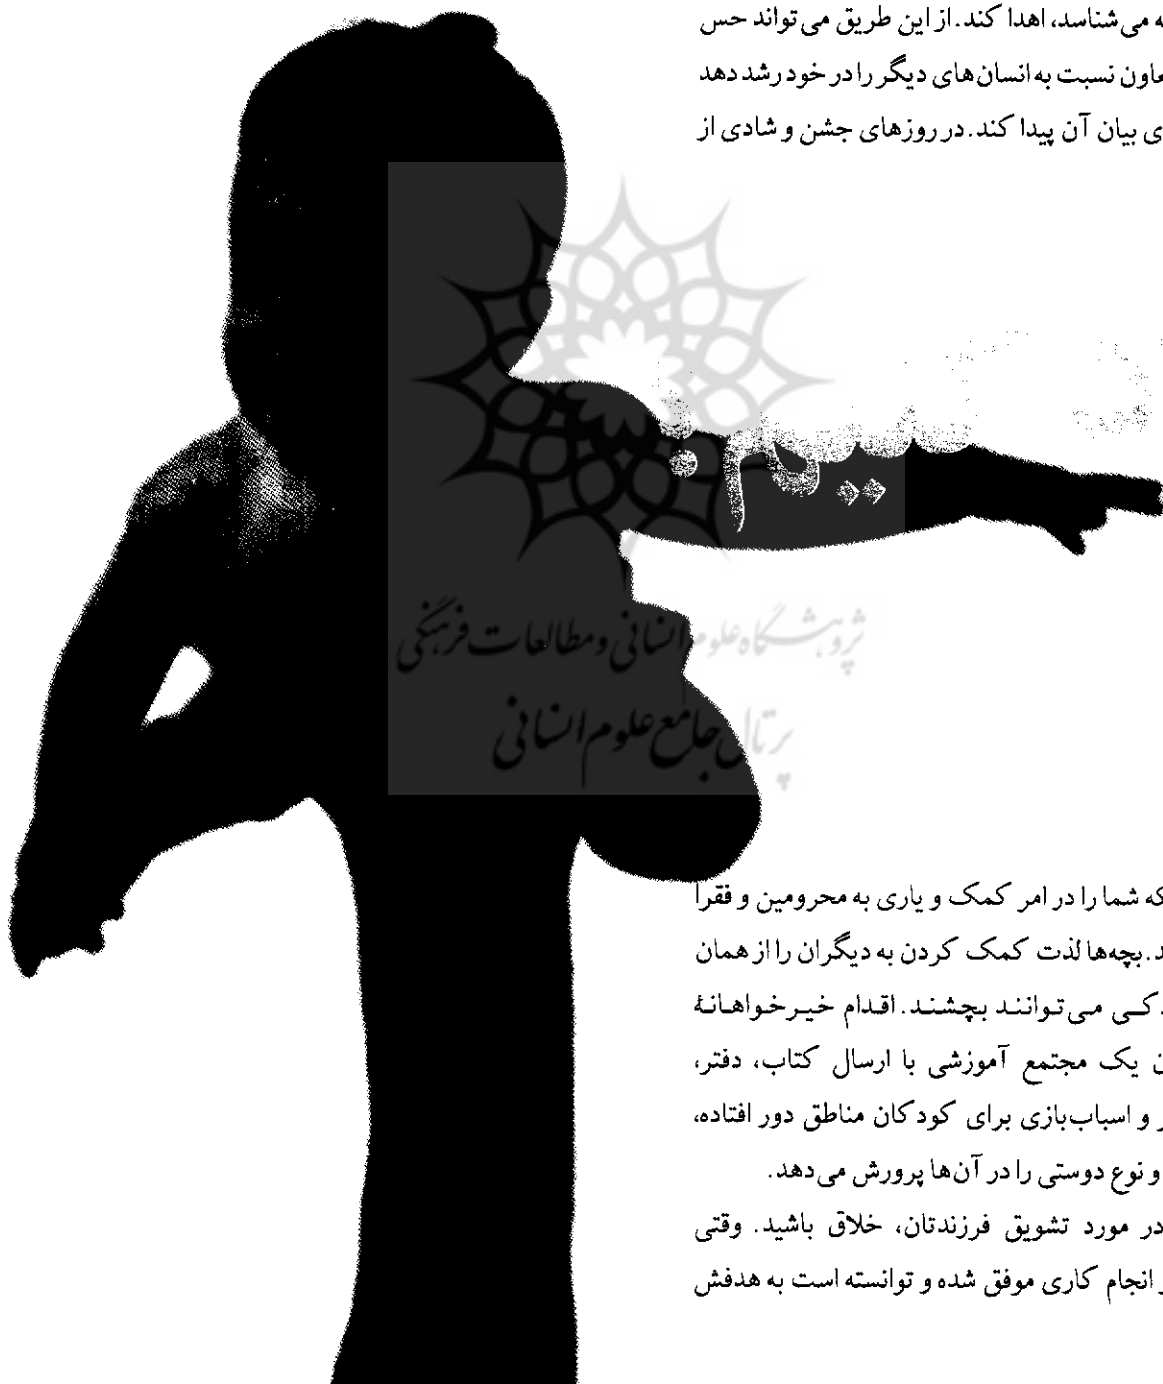 می‌شناسد، اهدا کند. از این طریق می‌تواند حس
نسبت به انسان‌های دیگر را در خود رشد دهد
بیان آن پیدا کند. در روزهای جشن و شادی از
پژوهشگاه علوم انسانی و مطالعات فرهنگی
پرتال جامع علوم انسانی
که شما را در امر کمک و یاری به محرومین و فقرا
بچه‌ها لذت کمک کردن به دیگران را از همان
می‌توانند بچشند. اقدام خیرخواهانهٔ
یک مجتمع آموزشی با ارسال کتاب، دفتر،
و اسباب‌بازی برای کودکان مناطق دور افتاده،
و نوع دوستی را در آن‌ها پرورش می‌دهد.
در مورد تشویق فرزندتان، خلاق باشید. وقتی
انجام کاری موفق شده و توانسته است به هدفش